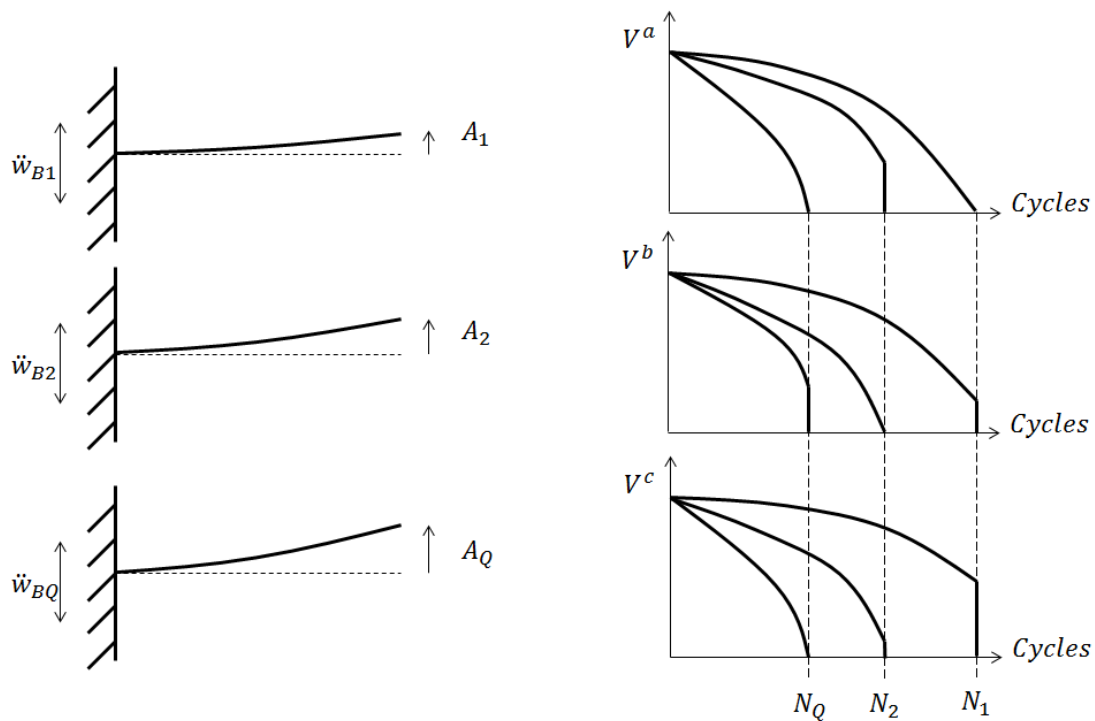 ẅ_B1
A_1
ẅ_B2
A_2
ẅ_BQ
A_Q
V^a
Cycles
V^b
Cycles
V^c
Cycles
N_Q N_2 N_1